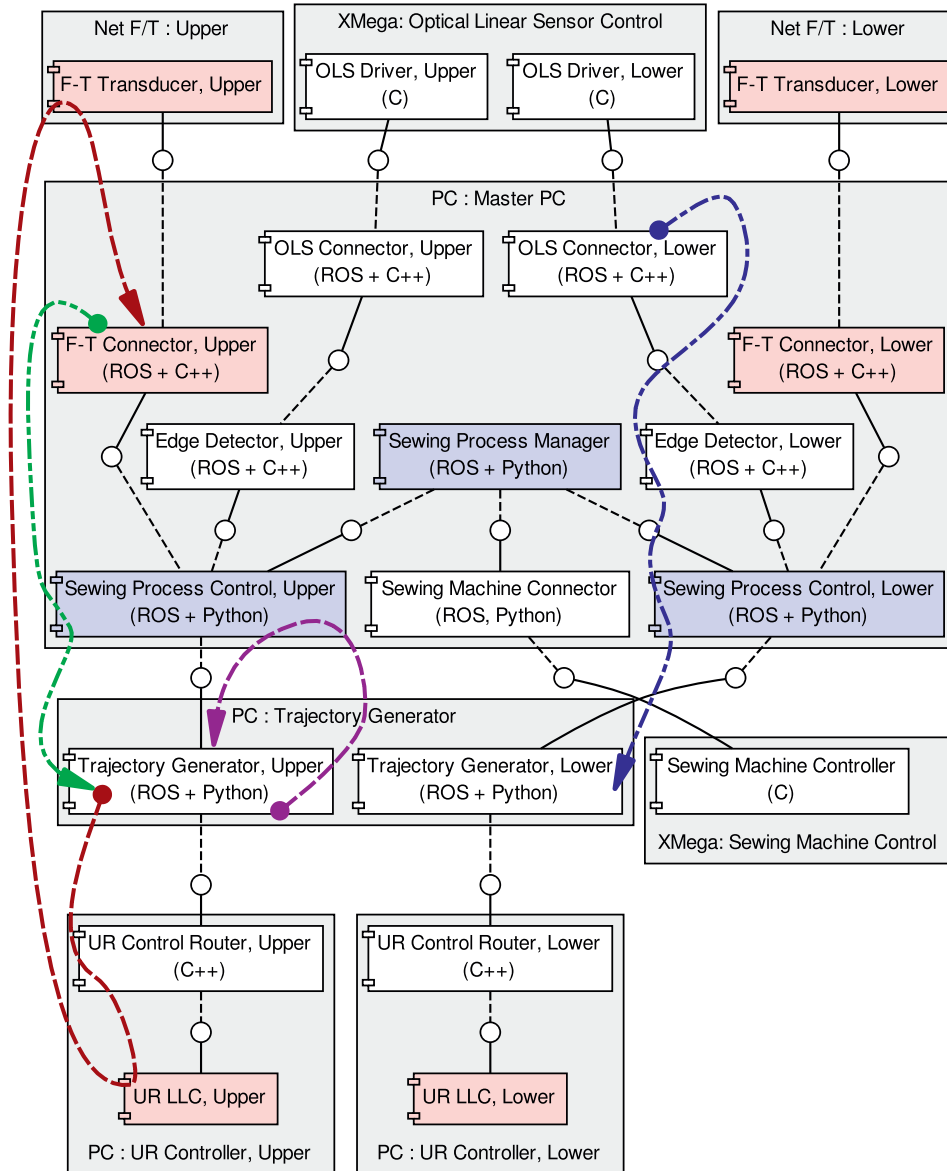 Net F/T : Upper
XMega: Optical Linear Sensor Control
Net F/T : Lower
F-T Transducer, Upper
OLS Driver, Upper
(C)
OLS Driver, Lower
(C)
F-T Transducer, Lower
PC : Master PC
OLS Connector, Upper
(ROS + C++)
OLS Connector, Lower
(ROS + C++)
F-T Connector, Upper
(ROS + C++)
F-T Connector, Lower
(ROS + C++)
Edge Detector, Upper
(ROS + C++)
Sewing Process Manager
(ROS + Python)
Edge Detector, Lower
(ROS + C++)
Sewing Process Control, Upper
(ROS + Python)
Sewing Machine Connector
(ROS, Python)
Sewing Process Control, Lower
(ROS + Python)
PC : Trajectory Generator
Trajectory Generator, Upper
(ROS + Python)
Trajectory Generator, Lower
(ROS + Python)
Sewing Machine Controller
(C)
XMega: Sewing Machine Control
UR Control Router, Upper
(C++)
UR Control Router, Lower
(C++)
UR LLC, Upper
UR LLC, Lower
PC : UR Controller, Upper
PC : UR Controller, Lower